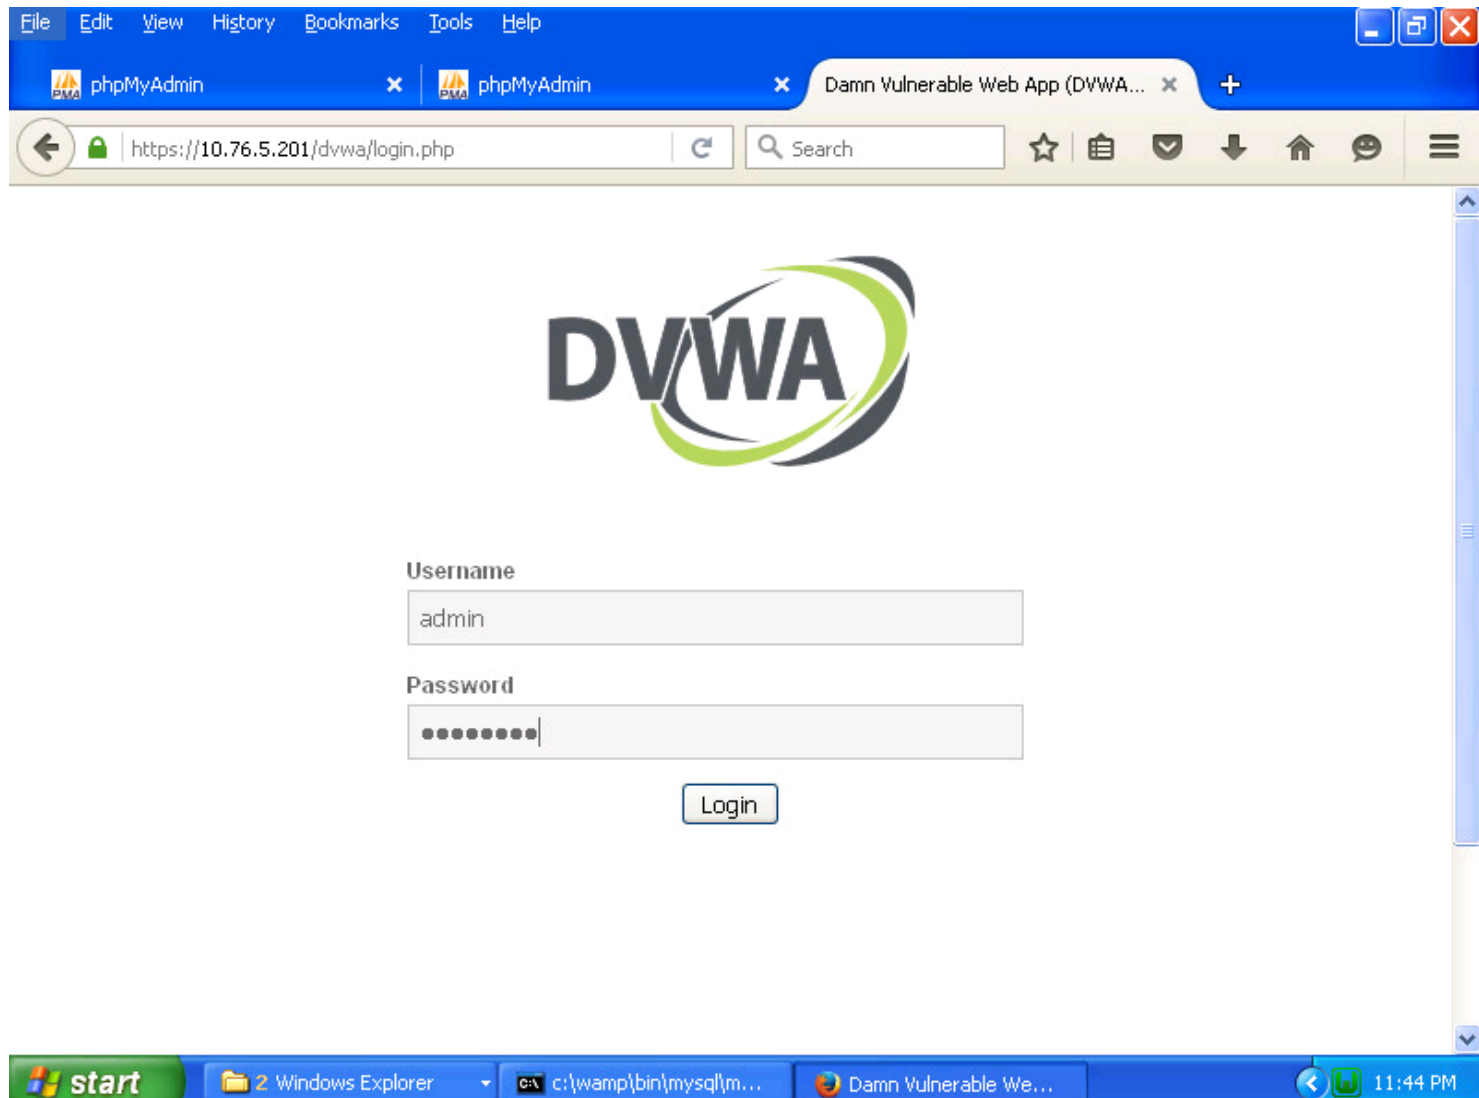 File Edit View History Bookmarks Tools Help
phpMyAdmin phpMyAdmin Damn Vulnerable Web App (DVWA...
https://10.76.5.201/dvwa/login.php Search
DVWA
Username
admin
Password
••••••••
Login
start 2 Windows Explorer c:\wamp\bin\mysql\m... Damn Vulnerable We... 11:44 PM